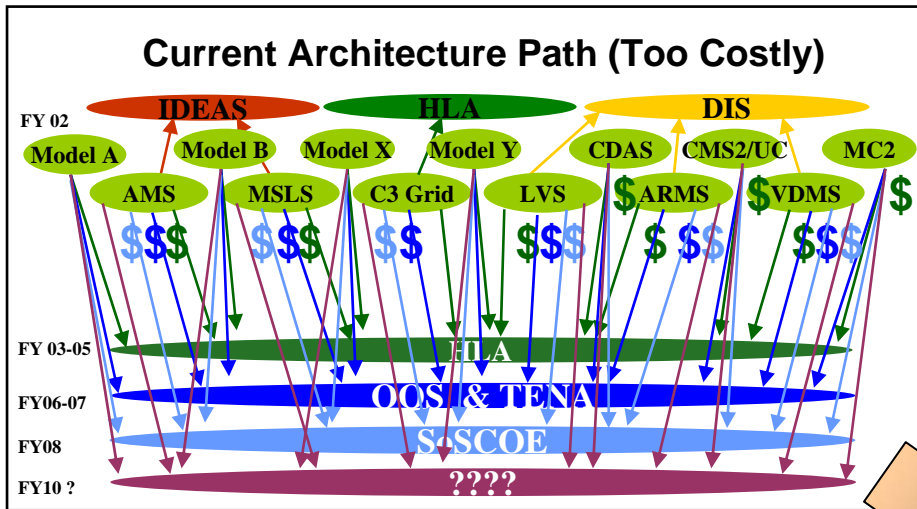 Current Architecture Path (Too Costly)
IDEAS HLA DIS
FY 02
Model A Model B Model X Model Y CDAS CMS2/UC MC2
AMS MSLS C3 Grid LVS $ ARMS $ VDMS $
$$$ $$$ $$ $$$ $ $$ $$$
FY 03-05 HLA
FY06-07 OOS & TENA
FY08 SoSCOE
FY10 ? ????